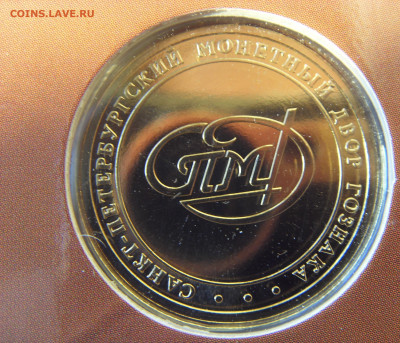 COINS.LAVE.RU
САНКТ-ПЕТЕРБУРГСКИЙ МОНЕТНЫЙ ДВОР ГОЗНАКА
СПМД